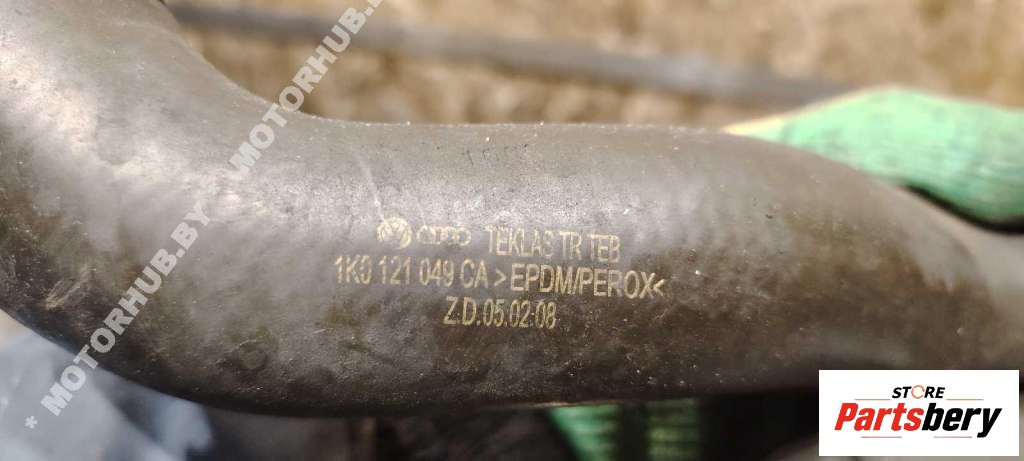 * MOTORHUB.BY * MOTORHUB.BY
TEKLAS TR TEB
1K0 121 049 CA >EPDM/PEROX<
Z.D.05.02.08
STORE
Partsbery